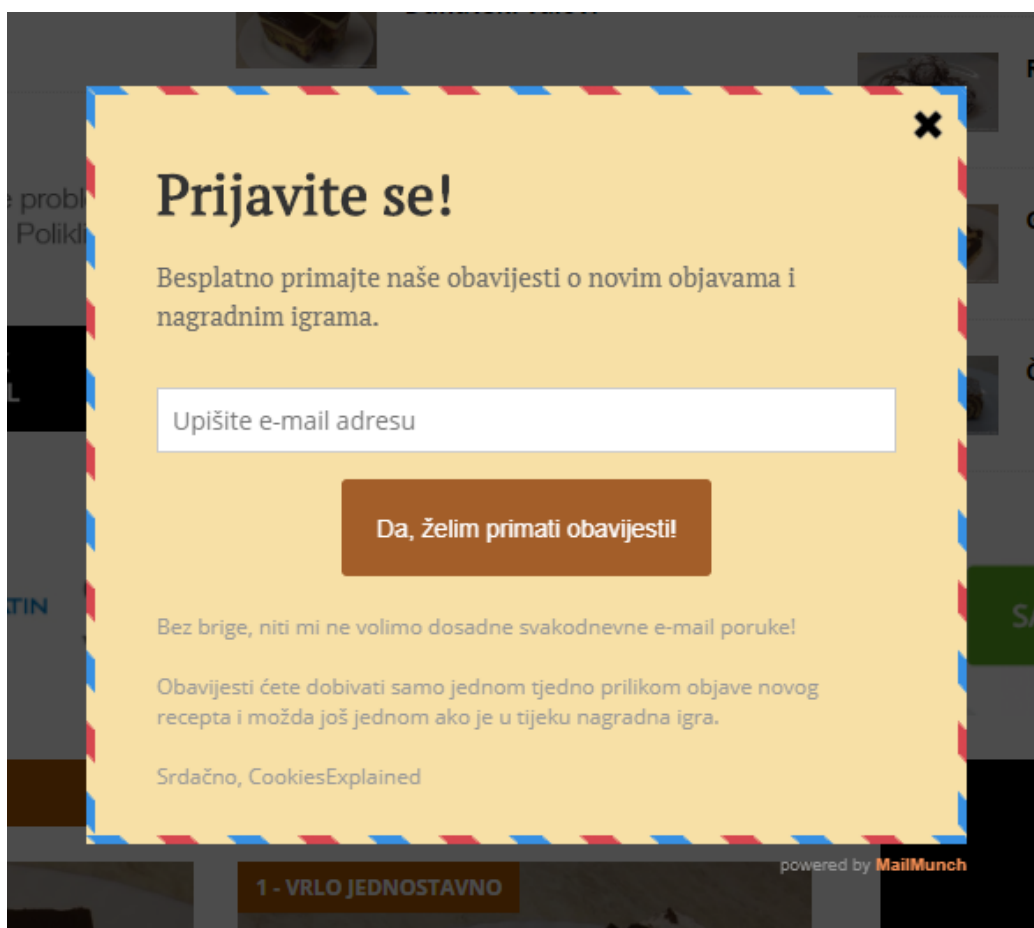 Prijavite se!
Besplatno primajte naše obavijesti o novim objavama i
nagradnim igrama.
Upišite e-mail adresu
Da, želim primati obavijesti!
Bez brige, niti mi ne volimo dosadne svakodnevne e-mail poruke!
Obavijesti ćete dobivati samo jednom tjedno prilikom objave novog
recepta i možda još jednom ako je u tijeku nagradna igra.
Srdačno, CookiesExplained
powered by MailMunch
1 - VRLO JEDNOSTAVNO